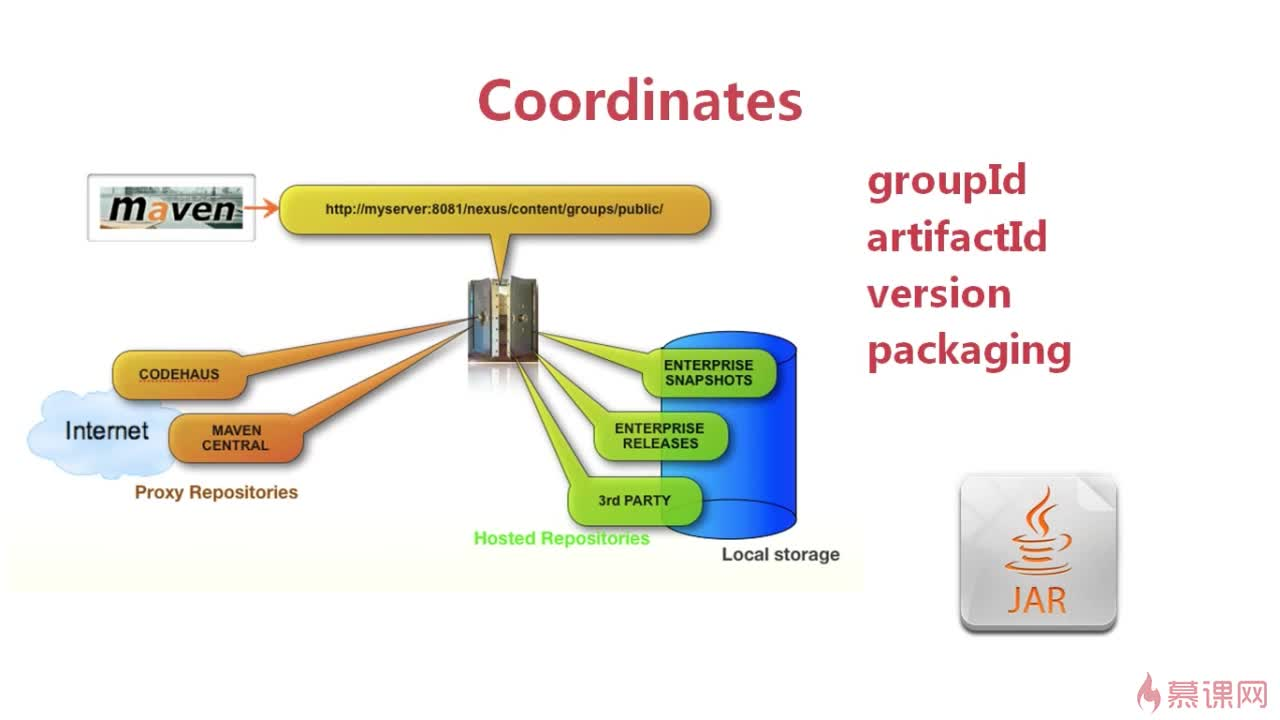 Coordinates
maven
http://myserver:8081/nexus/content/groups/public/
groupId
artifactId
version
packaging
CODEHAUS
Internet
MAVEN
CENTRAL
Proxy Repositories
ENTERPRISE
SNAPSHOTS
ENTERPRISE
RELEASES
3rd PARTY
Hosted Repositories
Local storage
JAR
慕课网